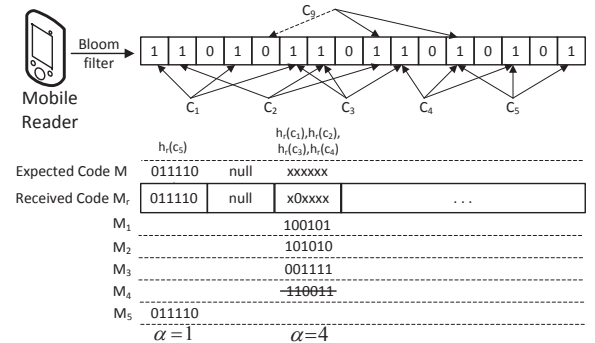 C9
Bloom filter
1 1 0 1 0 1 1 0 1 1 0 1 0 1 0 1
Mobile Reader
C1 C2 C3 C4 C5
hr(c5)
hr(c1),hr(c2),
hr(c3),hr(c4)
Expected Code M 011110 null xxxxxx
Received Code Mr 011110 null x0xxxx ...
M1 100101
M2 101010
M3 001111
M4 110011
M5 011110
α=1 α=4